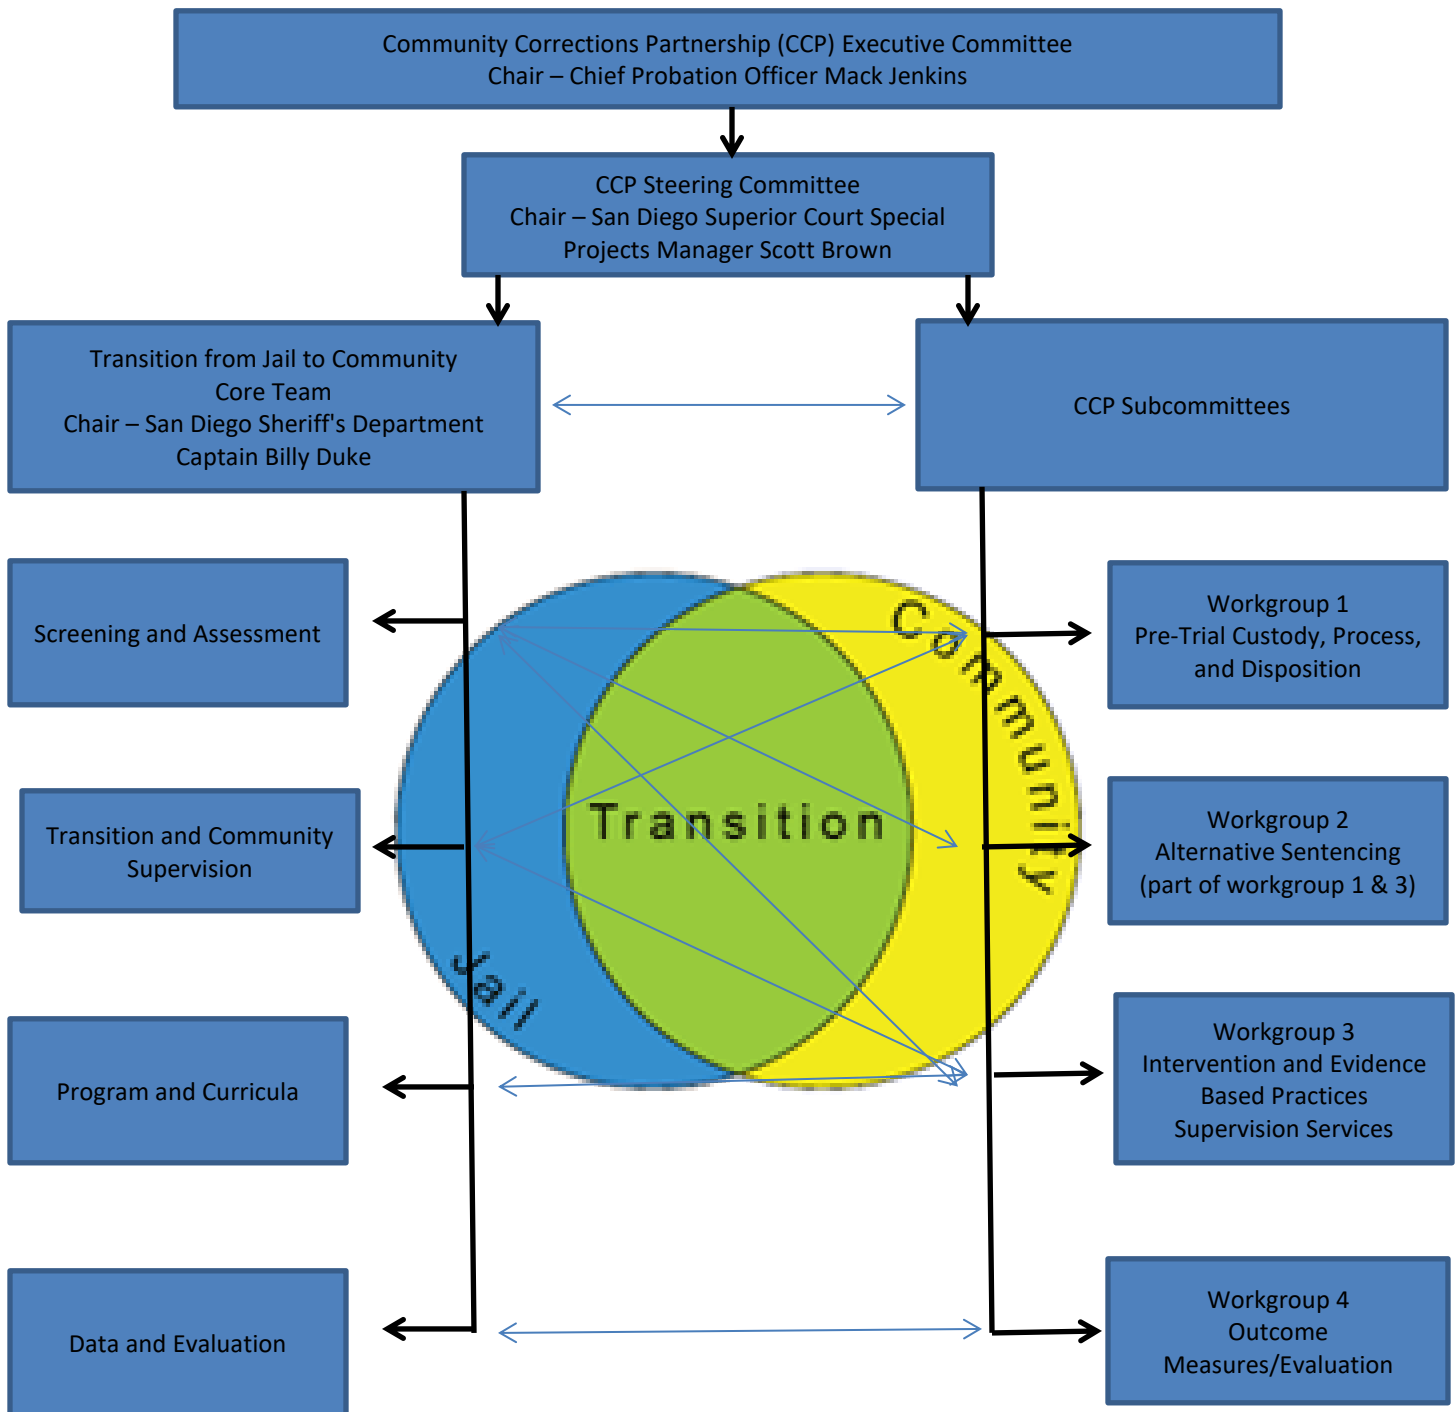 Community Corrections Partnership (CCP) Executive Committee
Chair – Chief Probation Officer Mack Jenkins
CCP Steering Committee
Chair – San Diego Superior Court Special
Projects Manager Scott Brown
Transition from Jail to Community
Core Team
Chair – San Diego Sheriff's Department
Captain Billy Duke
CCP Subcommittees
Screening and Assessment
Transition and Community
Supervision
Program and Curricula
Data and Evaluation
Jail
Transition
Community
Workgroup 1
Pre-Trial Custody, Process,
and Disposition
Workgroup 2
Alternative Sentencing
(part of workgroup 1 & 3)
Workgroup 3
Intervention and Evidence
Based Practices
Supervision Services
Workgroup 4
Outcome
Measures/Evaluation